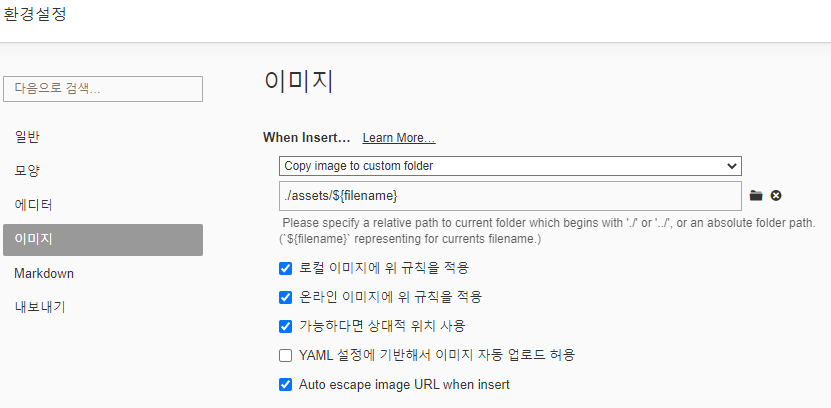 환경설정
다음으로 검색...
일반
모양
에디터
이미지
Markdown
내보내기
이미지
When Insert... Learn More...
Copy image to custom folder
./assets/${filename}
Please specify a relative path to current folder which begins with './' or '../', or an absolute folder path.
(`${filename}` representing for currents filename.)
로컬 이미지에 위 규칙을 적용
온라인 이미지에 위 규칙을 적용
가능하다면 상대적 위치 사용
YAML 설정에 기반해서 이미지 자동 업로드 허용
Auto escape image URL when insert